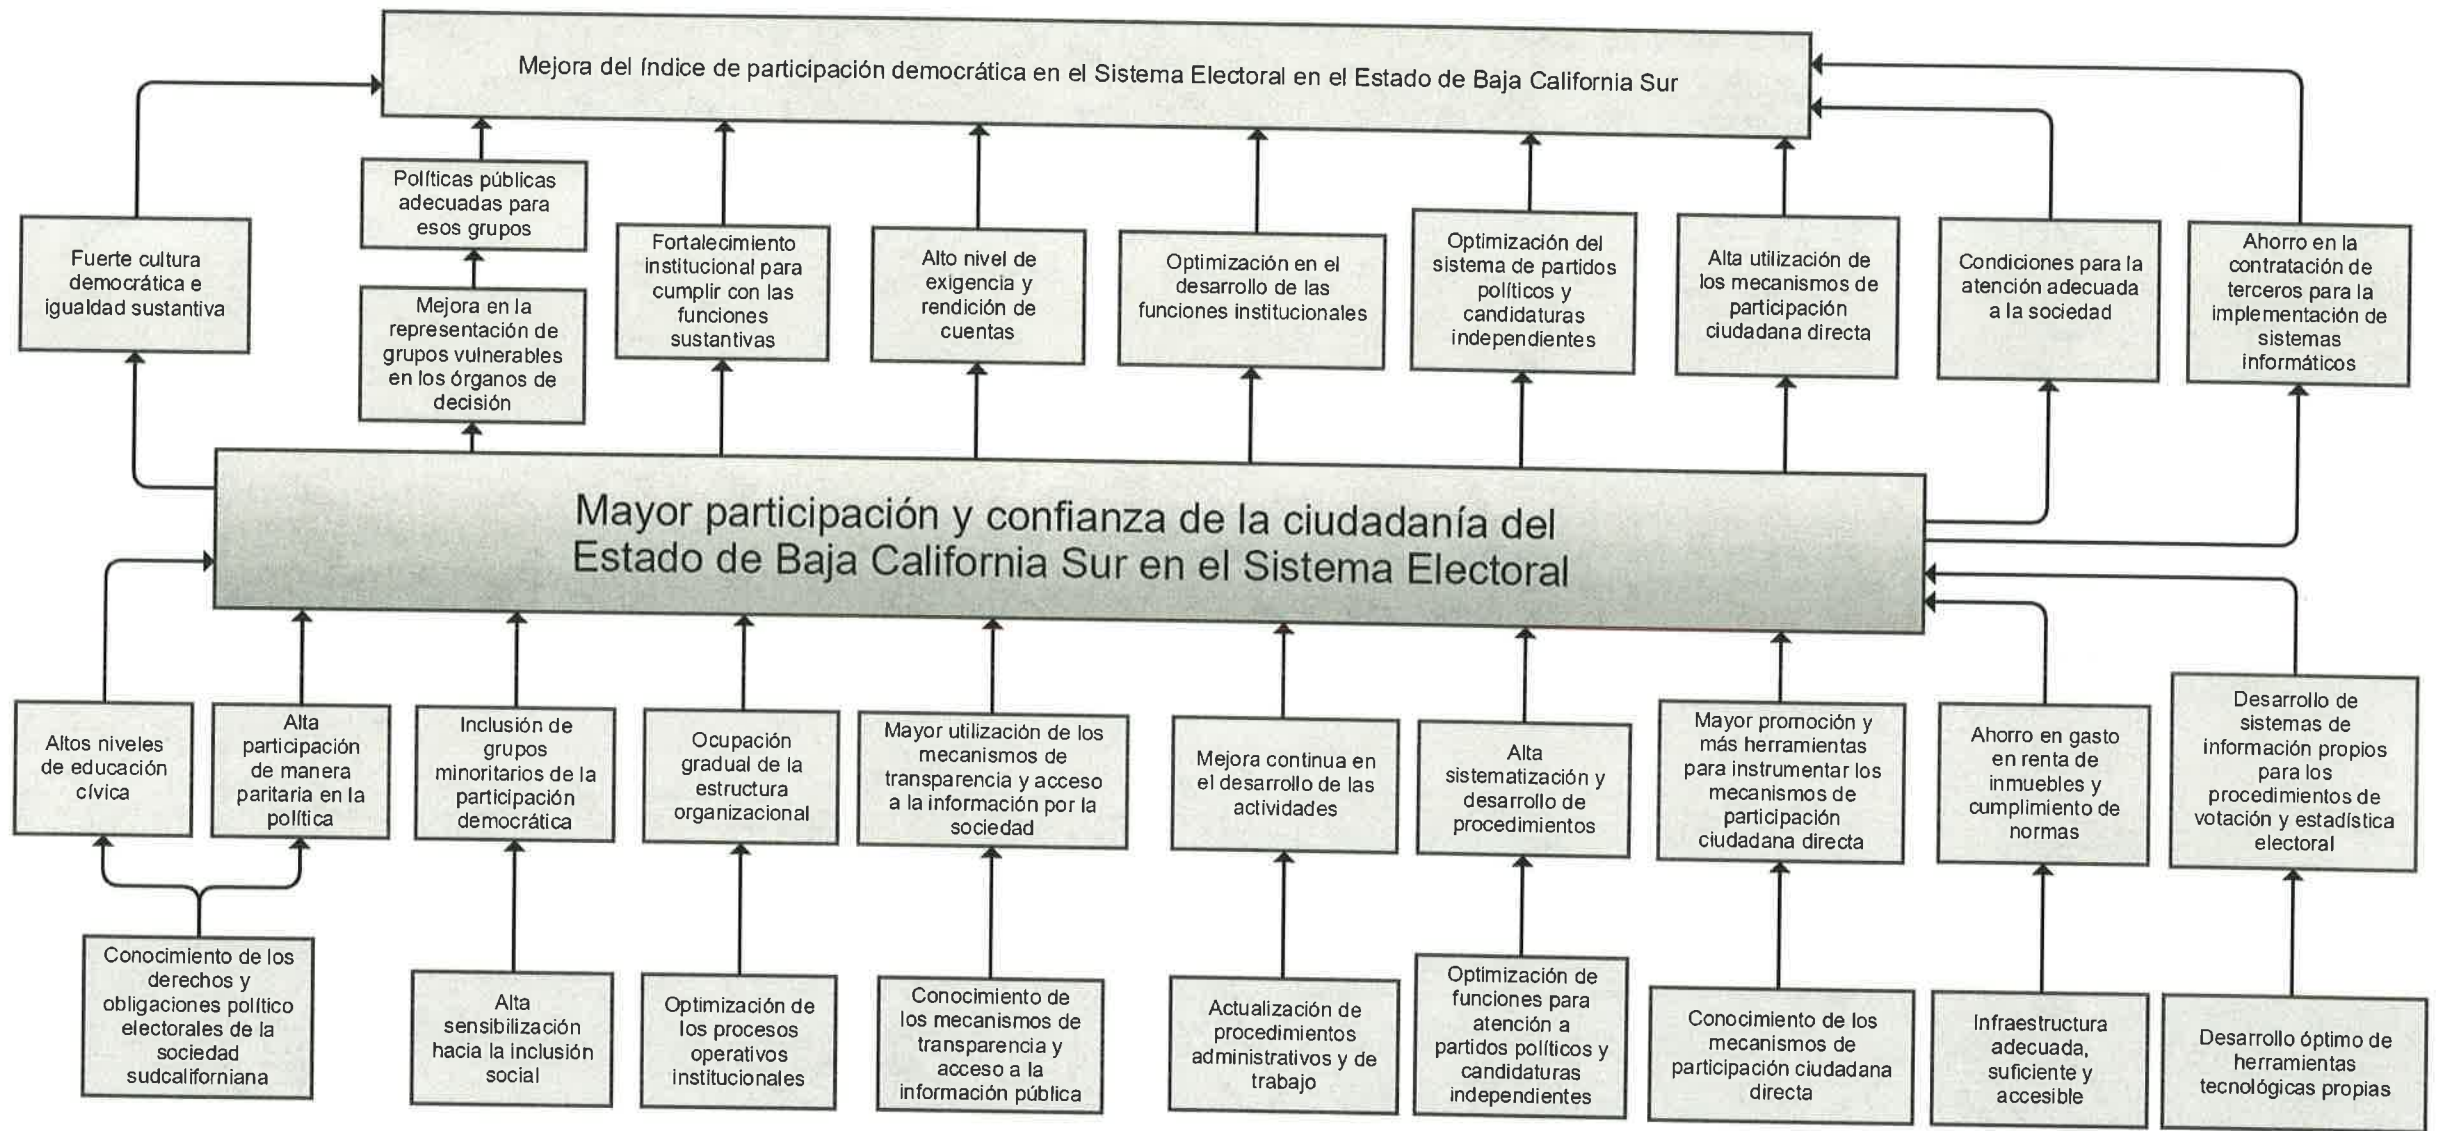 Mejora del índice de participación democrática en el Sistema Electoral en el Estado de Baja California Sur
Fuerte cultura
democrática e
igualdad sustantiva
Políticas públicas
adecuadas para
esos grupos
Mejora en la
representación de
grupos vulnerables
en los órganos de
decisión
Fortalecimiento
institucional para
cumplir con las
funciones
sustantivas
Alto nivel de
exigencia y
rendición de
cuentas
Optimización en el
desarrollo de las
funciones institucionales
Optimización del
sistema de partidos
políticos y
candidaturas
independientes
Alta utilización de
los mecanismos de
participación
ciudadana directa
Condiciones para la
atención adecuada
a la sociedad
Ahorro en la
contratación de
terceros para la
implementación de
sistemas
informáticos
Mayor participación y confianza de la ciudadanía del
Estado de Baja California Sur en el Sistema Electoral
Altos niveles
de educación
cívica
Alta
participación
de manera
paritaria en la
política
Inclusión de
grupos
minoritarios de la
participación
democrática
Ocupación
gradual de la
estructura
organizacional
Mayor utilización de los
mecanismos de
transparencia y acceso
a la información por la
sociedad
Mejora continua en
el desarrollo de las
actividades
Alta
sistematización y
desarrollo de
procedimientos
Mayor promoción y
más herramientas
para instrumentar los
mecanismos de
participación
ciudadana directa
Ahorro en gasto
en renta de
inmuebles y
cumplimiento de
normas
Desarrollo de
sistemas de
información propios
para los
procedimientos de
votación y estadística
electoral
Conocimiento de los
derechos y
obligaciones político
electorales de la
sociedad
sudcaliforniana
Alta
sensibilización
hacia la inclusión
social
Optimización de
los procesos
operativos
institucionales
Conocimiento de
los mecanismos de
transparencia y
acceso a la
información pública
Actualización de
procedimientos
administrativos y de
trabajo
Optimización de
funciones para
atención a
partidos políticos y
candidaturas
independientes
Conocimiento de los
mecanismos de
participación ciudadana
directa
Infraestructura
adecuada,
suficiente y
accesible
Desarrollo óptimo de
herramientas
tecnológicas propias